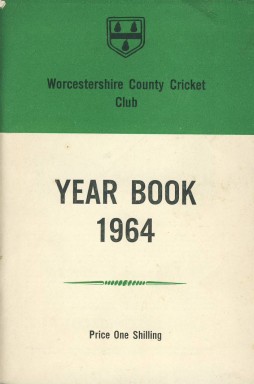 Worcestershire County Cricket
Club
YEAR BOOK
1964
Price One Shilling